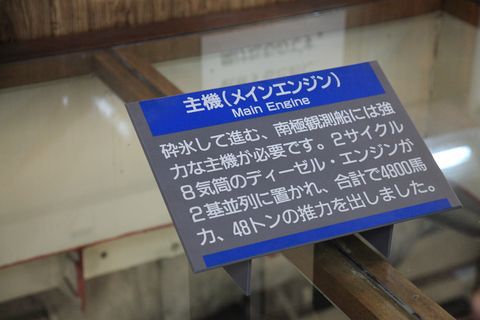 主機(メインエンジン)
Main Engine
砕氷して進む、南極観測船には強
力な主機が必要です。2サイクル
8気筒のディーゼル・エンジンが
2基並列に置かれ、合計で4800馬
力、48トンの推力を出しました。